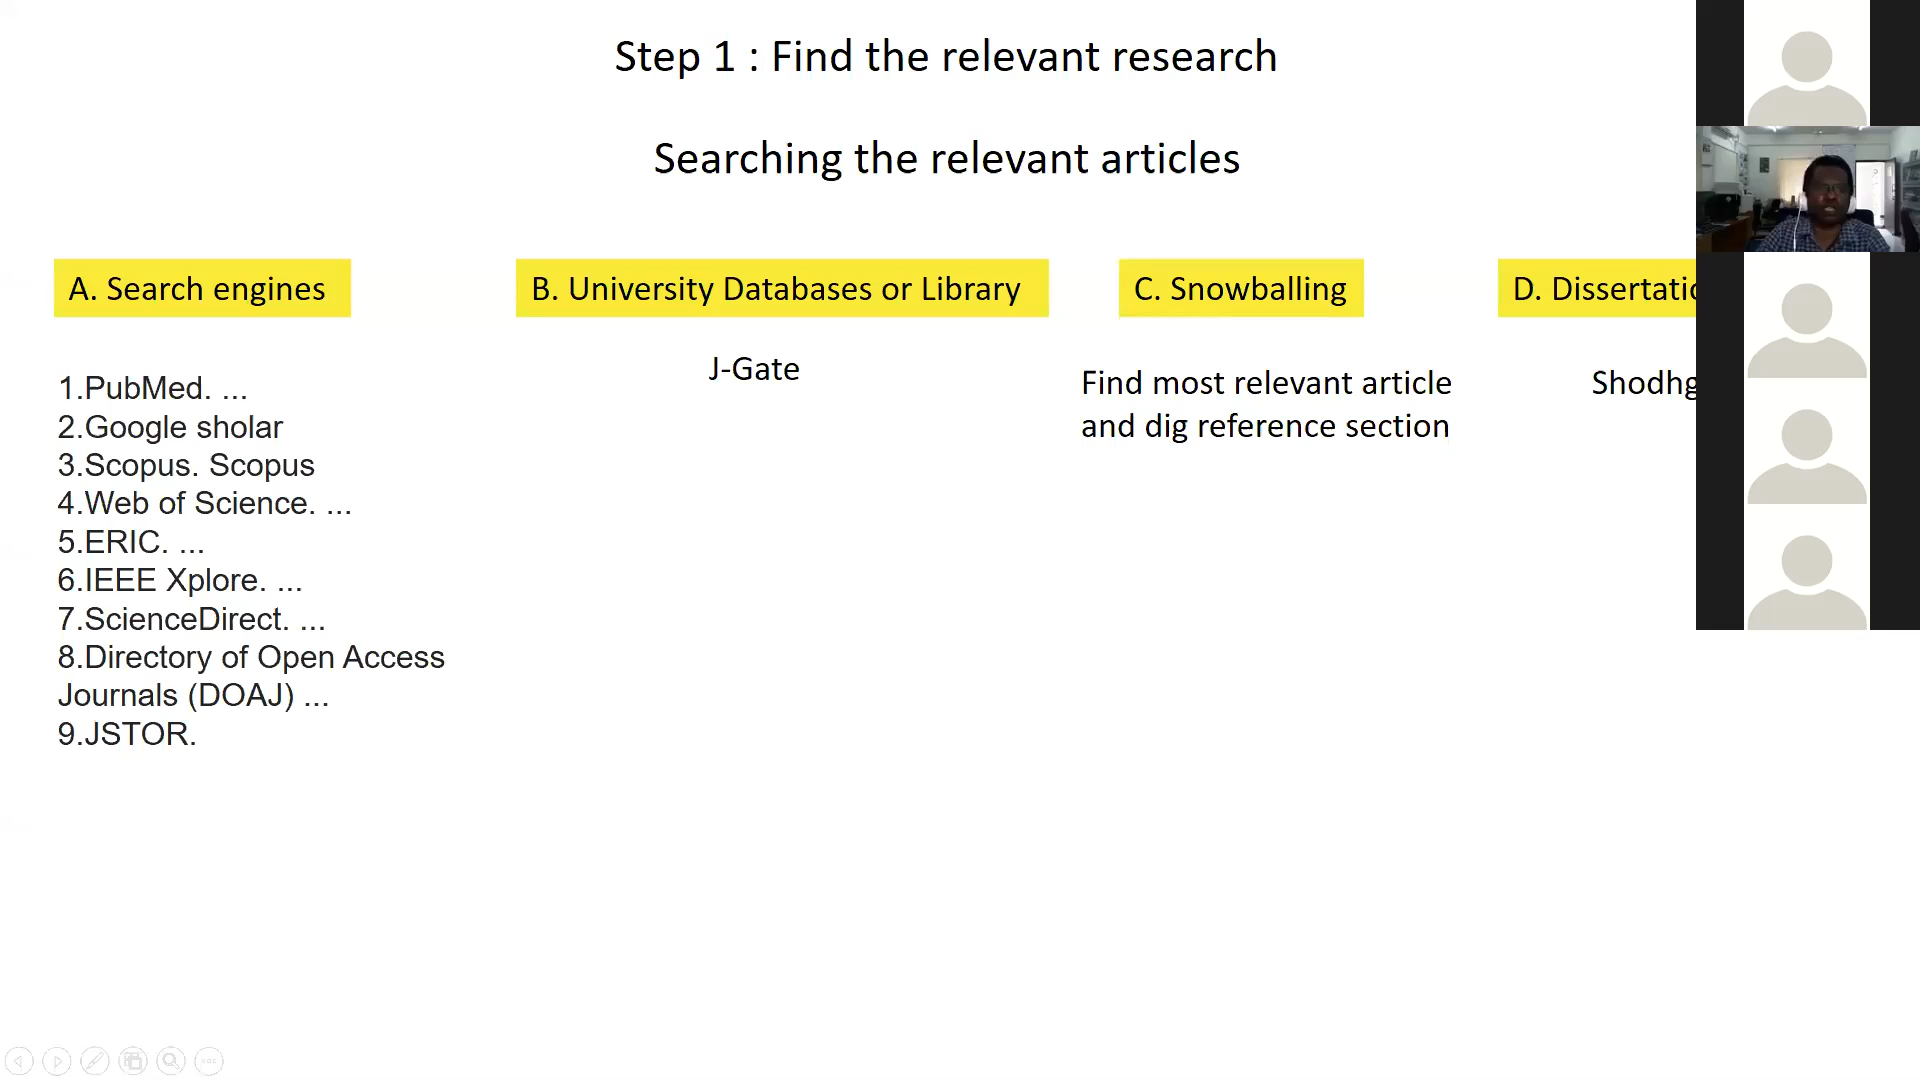 Step 1 : Find the relevant research
Searching the relevant articles
A. Search engines
B. University Databases or Library
C. Snowballing
D.
J-Gate
Find most relevant article
and dig reference section
1.PubMed. ...
2.Google sholar
3.Scopus. Scopus
4.Web of Science. ...
5.ERIC. ...
6.IEEE Xplore. ...
7.ScienceDirect. ...
8.Directory of Open Access
Journals (DOAJ) ...
9.JSTOR.